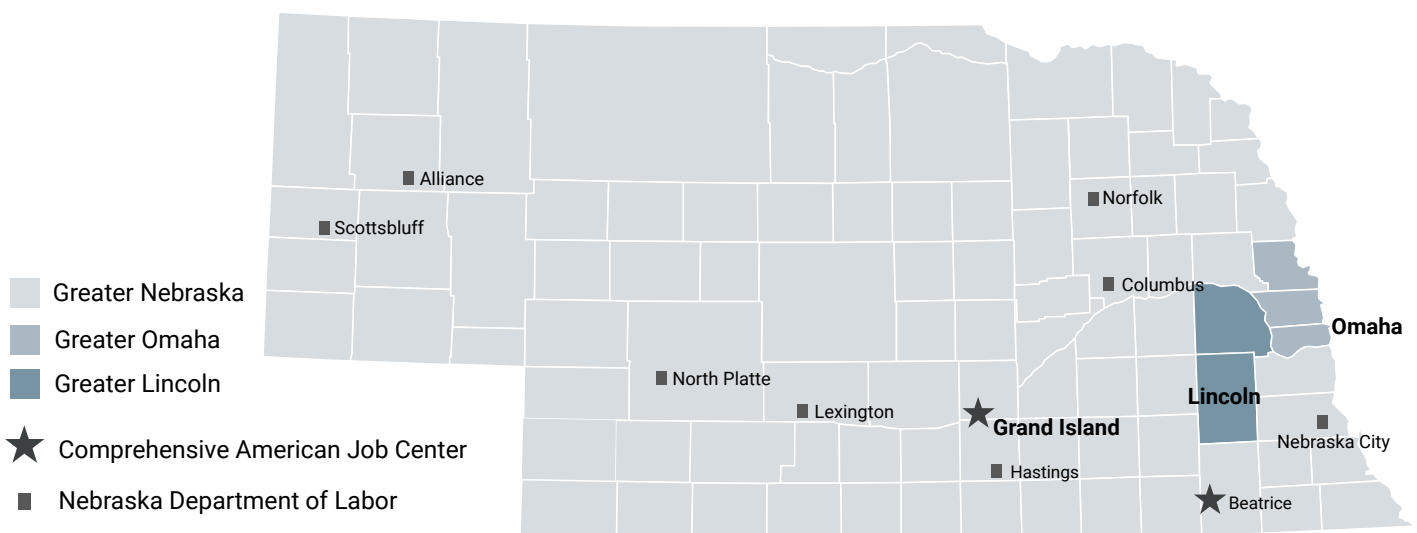 Alliance
Norfolk
Scottsbluff
Columbus
Greater Nebraska
Omaha
Greater Omaha
North Platte
Greater Lincoln
Lincoln
Lexington
Grand Island
Nebraska City
Comprehensive American Job Center
Hastings
Nebraska Department of Labor
Beatrice